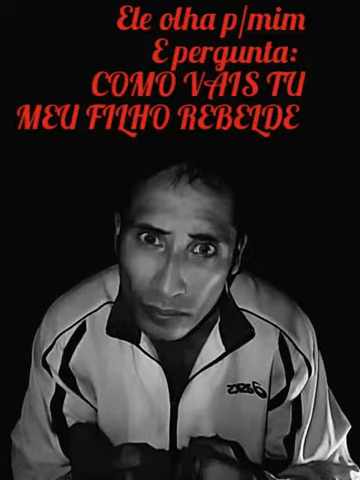 Ele olha p/mim
E pergunta:
COMO VAIS TU
MEU FILHO REBELDE
asics